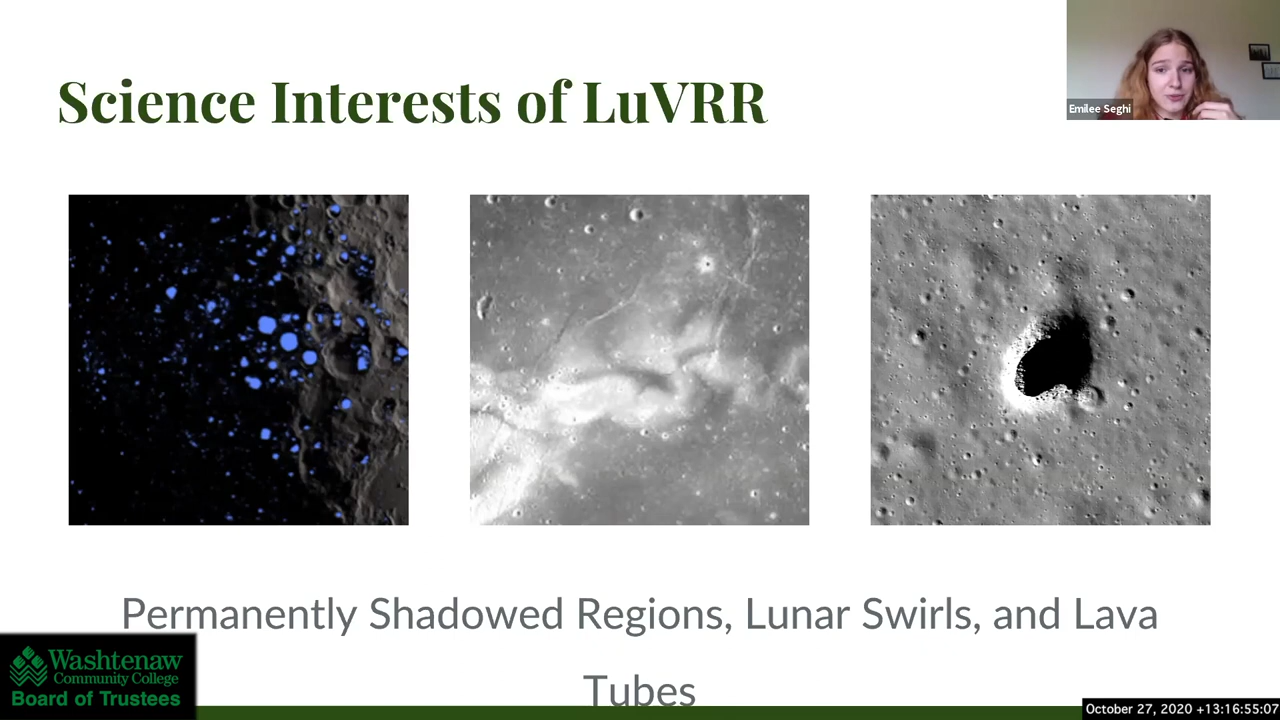 Science Interests of LuVRR
Emilee Seghi
Permanently Shadowed Regions, Lunar Swirls, and Lava
Tubes
Washtenaw
Community College
Board of Trustees
October 27, 2020 +13:16:55:07